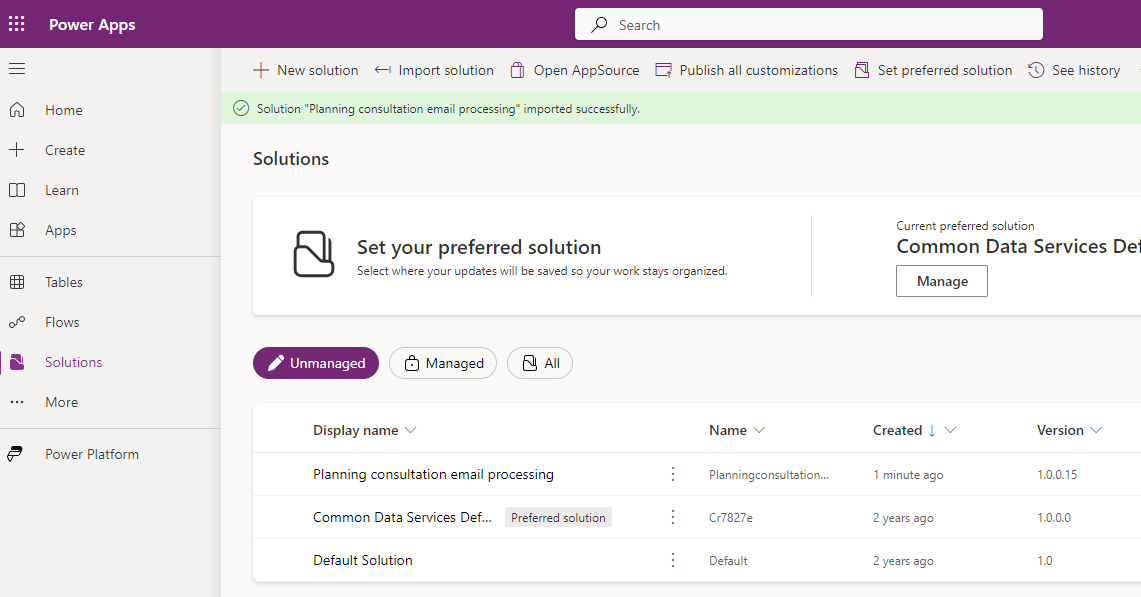 Power Apps
Search
New solution Import solution Open AppSource Publish all customizations Set preferred solution See history
Solution "Planning consultation email processing" imported successfully.
Home
Create
Learn
Apps
Tables
Flows
Solutions
More
Power Platform
Solutions
Set your preferred solution
Select where your updates will be saved so your work stays organized.
Current preferred solution
Common Data Services Def
Manage
Unmanaged Managed All
Display name Name Created Version
Planning consultation email processing Planningconsultation... 1 minute ago 1.0.0.15
Common Data Services Def... Preferred solution Cr7827e 2 years ago 1.0.0.0
Default Solution Default 2 years ago 1.0